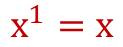 x¹ = x